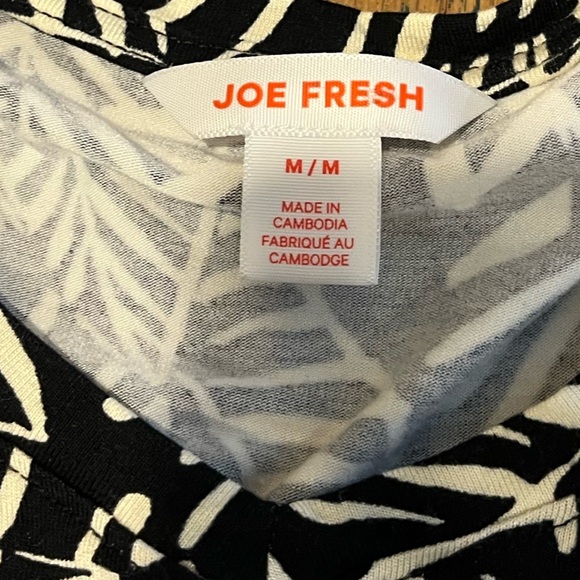 JOE FRESH
M / M
MADE IN
CAMBODIA
FABRIQUÉ AU
CAMBODGE